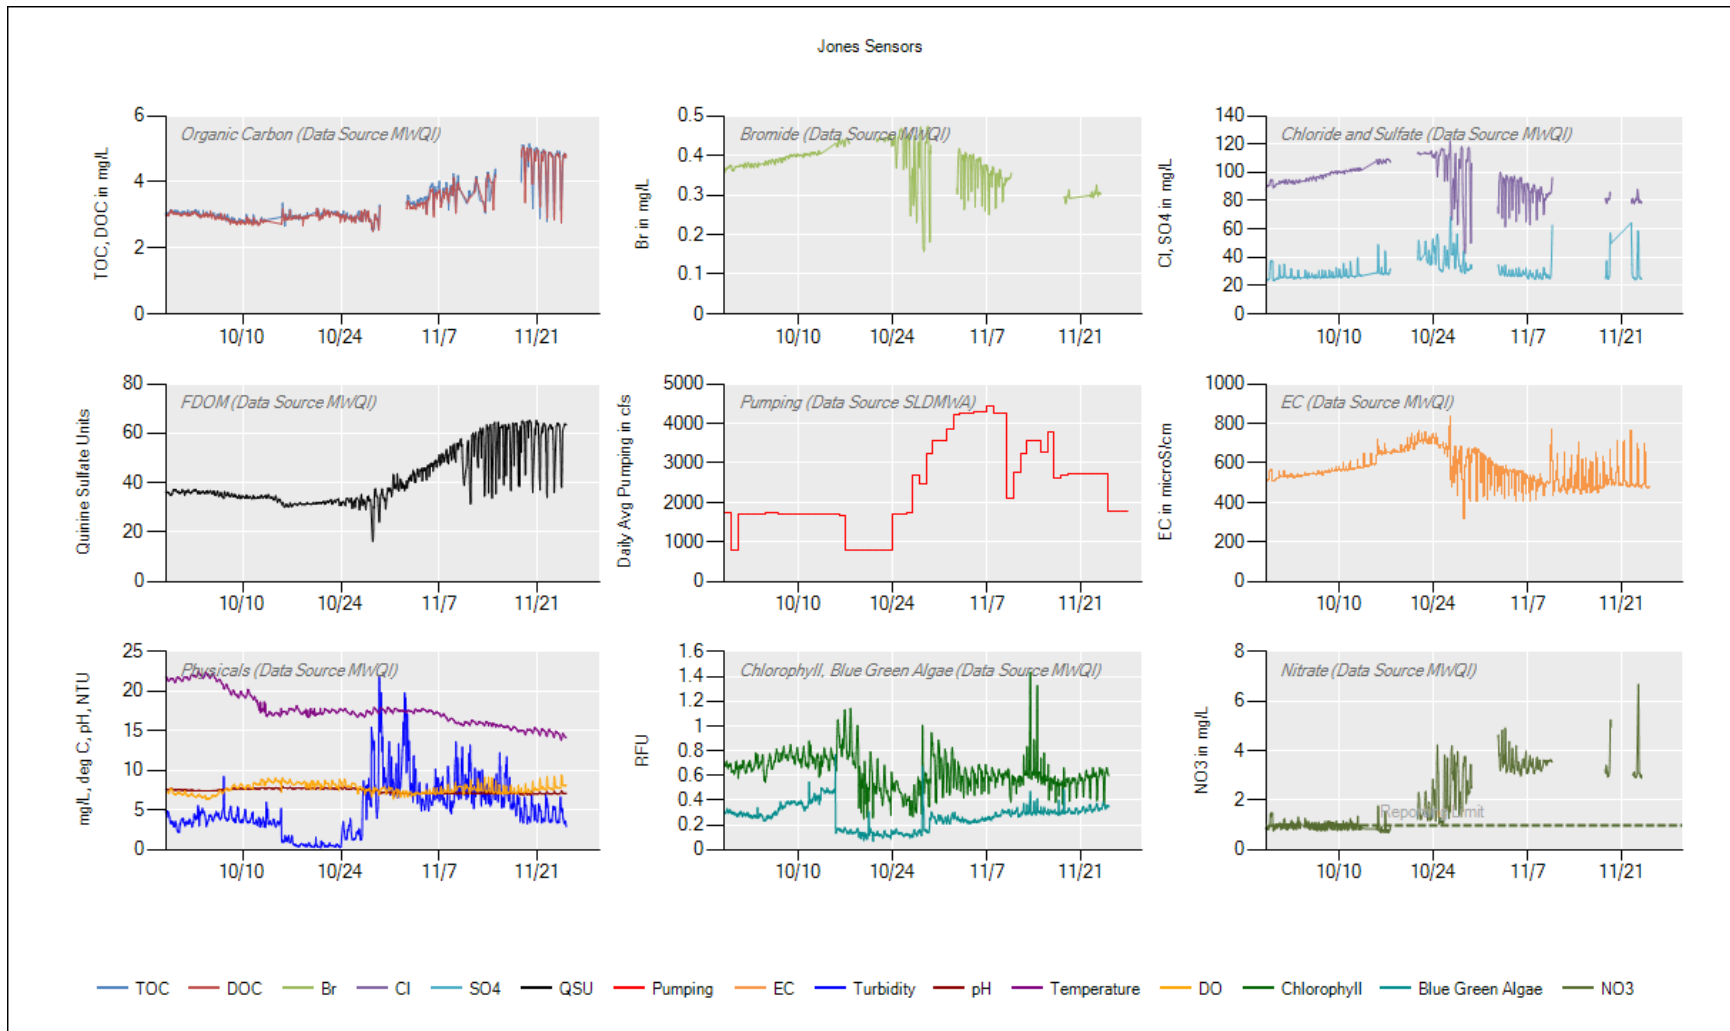 Jones Sensors
Organic Carbon (Data Source MWQI)
TOC, DOC in mg/L
6
4
2
0
10/10 10/24 11/7 11/21
Bromide (Data Source MWQI)
Br in mg/L
0.5
0.4
0.3
0.2
0.1
0
10/10 10/24 11/7 11/21
Chloride and Sulfate (Data Source MWQI)
Cl, SO4 in mg/L
140
120
100
80
60
40
20
0
10/10 10/24 11/7 11/21
FDOM (Data Source MWQI)
Quinine Sulfate Units
80
60
40
20
0
10/10 10/24 11/7 11/21
Pumping (Data Source SLDMWA)
Daily Avg Pumping in cfs
5000
4000
3000
2000
1000
0
10/10 10/24 11/7 11/21
EC (Data Source MWQI)
EC in microS/cm
1000
800
600
400
200
0
10/10 10/24 11/7 11/21
Physicals (Data Source MWQI)
mg/L, deg C, pH, NTU
25
20
15
10
5
0
10/10 10/24 11/7 11/21
Chlorophyll, Blue Green Algae (Data Source MWQI)
RFU
1.6
1.4
1.2
1
0.8
0.6
0.4
0.2
0
10/10 10/24 11/7 11/21
Nitrate (Data Source MWQI)
NO3 in mg/L
8
6
4
2
0
Reporting Limit
10/10 10/24 11/7 11/21
TOC DOC Br Cl SO4 QSU Pumping EC Turbidity pH Temperature DO Chlorophyll Blue Green Algae NO3